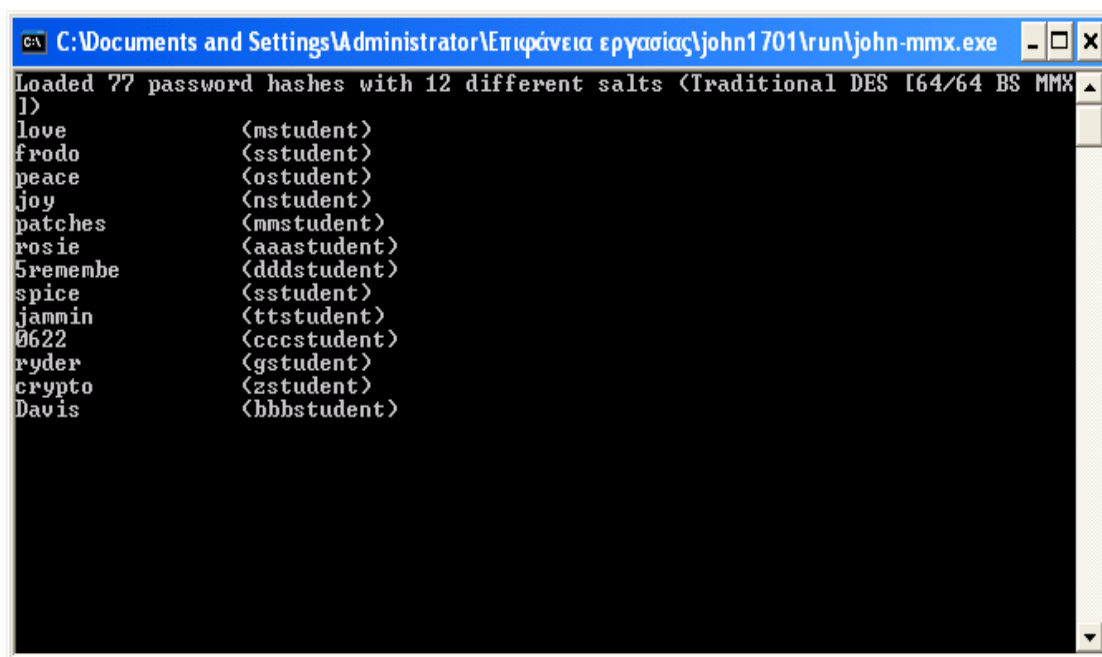 C:\Documents and Settings\Administrator\Επιφάνεια εργασίας\john1701\run\john-mmx.exe
Loaded 77 password hashes with 12 different salts (Traditional DES [64/64 BS MMX
])
love (mstudent)
frodo (sstudent)
peace (ostudent)
joy (nstudent)
patches (mmstudent)
rosie (aaastudent)
5remembe (dddstudent)
spice (sstudent)
jammin (ttstudent)
0622 (cccstudent)
ryder (gstudent)
crypto (zstudent)
Davis (bbbstudent)